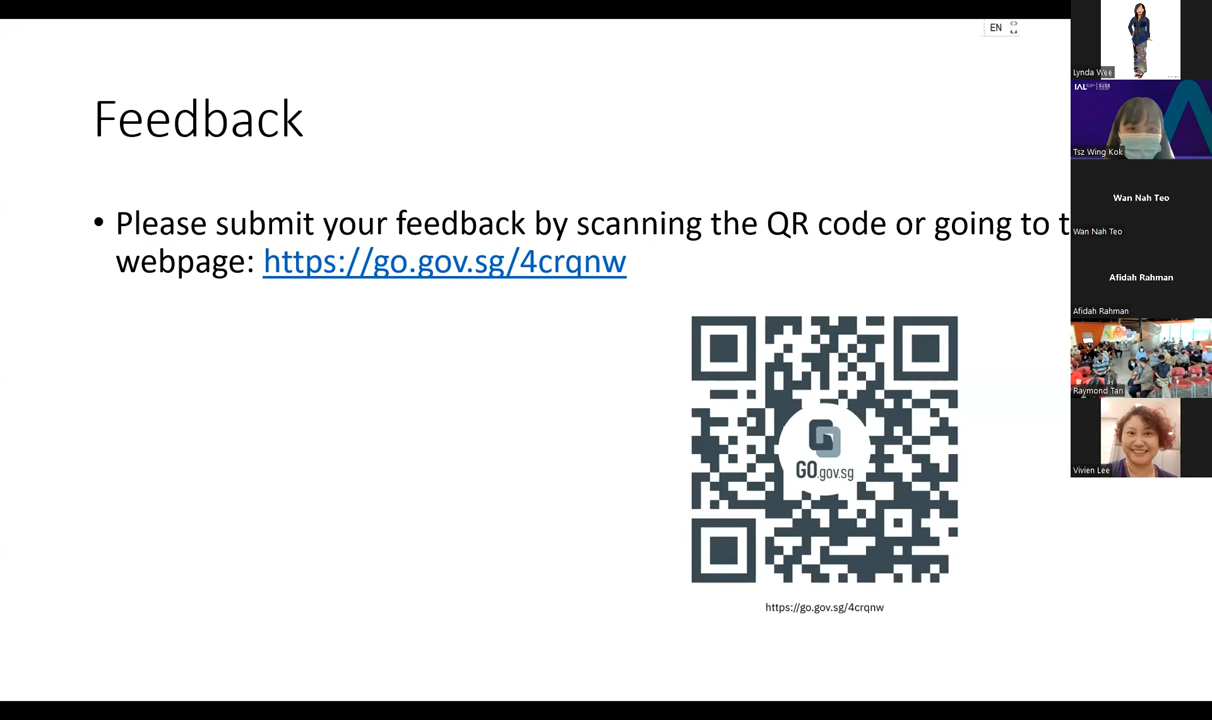 EN
Feedback
• Please submit your feedback by scanning the QR code or going to t
webpage: https://go.gov.sg/4crqnw
GO.gov.sg
https://go.gov.sg/4crqnw
Lynda Wee
IAL
Tsz Wing Kok
Wan Nah Teo
Wan Nah Teo
Afidah Rahman
Afidah Rahman
Raymond Tan
Vivien Lee